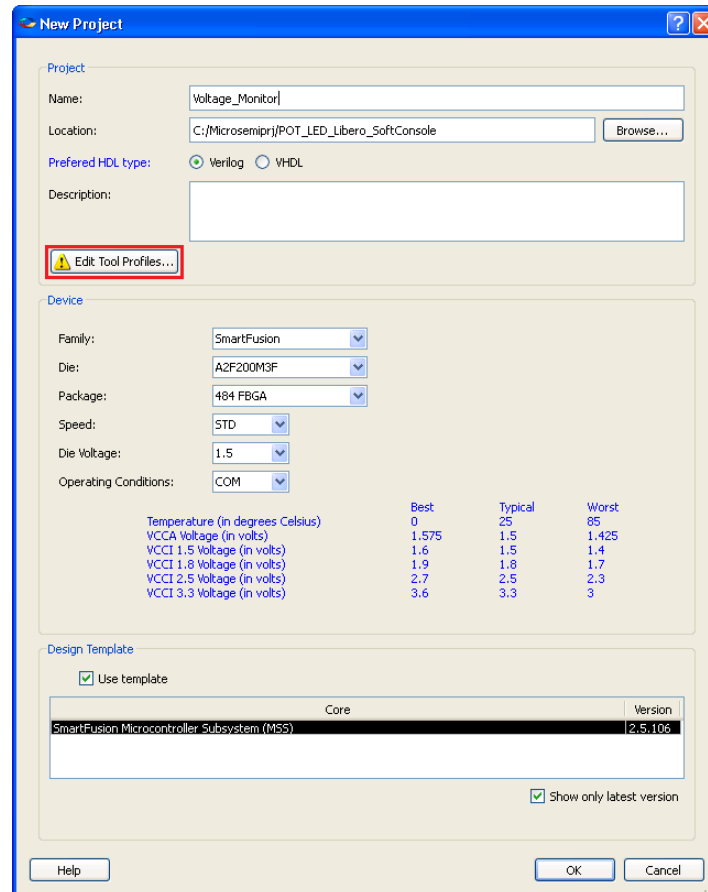 New Project
Project
Name: Voltage_Monitor
Location: C:/Microsemiprj/POT_LED_Libero_SoftConsole Browse...
Prefered HDL type: Verilog VHDL
Description:
Edit Tool Profiles...
Device
Family: SmartFusion
Die: A2F200M3F
Package: 484 FBGA
Speed: STD
Die Voltage: 1.5
Operating Conditions: COM
Best Typical Worst
Temperature (in degrees Celsius) 0 25 85
VCCA Voltage (in volts) 1.575 1.5 1.425
VCCI 1.5 Voltage (in volts) 1.6 1.5 1.4
VCCI 1.8 Voltage (in volts) 1.9 1.8 1.7
VCCI 2.5 Voltage (in volts) 2.7 2.5 2.3
VCCI 3.3 Voltage (in volts) 3.6 3.3 3
Design Template
Use template
Core Version
SmartFusion Microcontroller Subsystem (MSS) 2.5.106
Show only latest version
Help OK Cancel